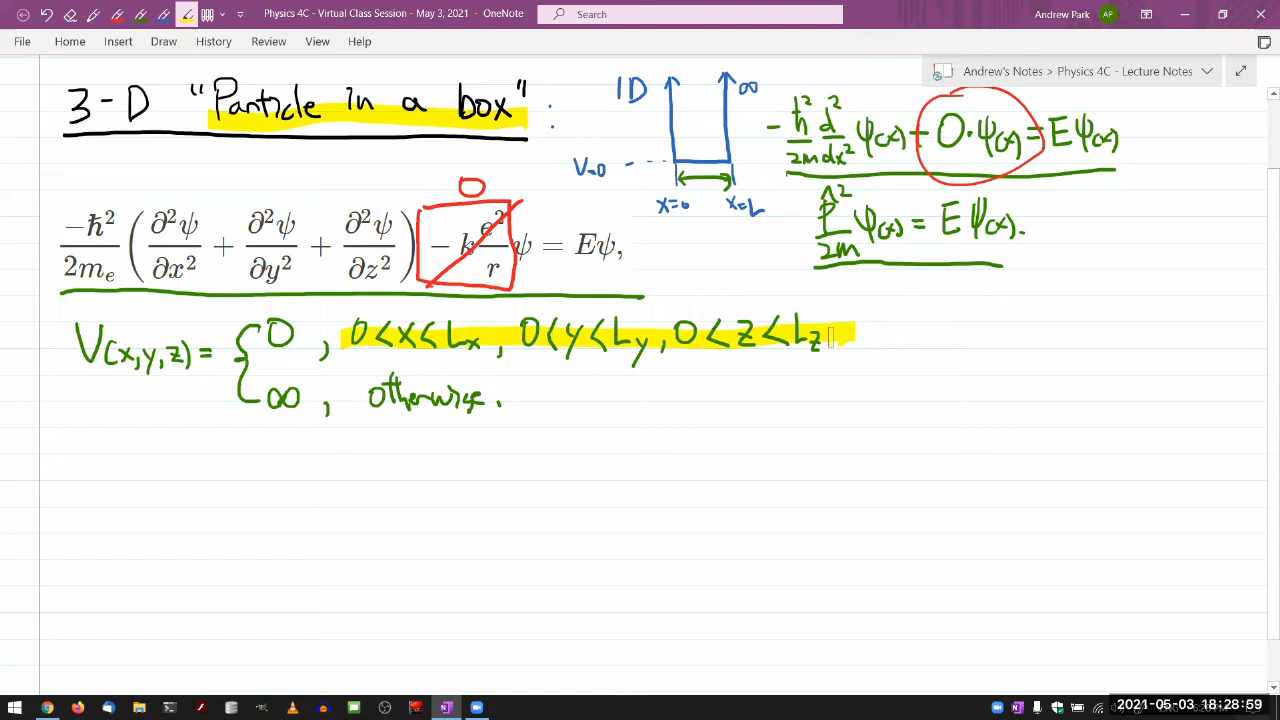 Physics 4C - Virtual Class Session - May 3, 2021 - OneNote
Search
Andrew Park
AP
File Home Insert Draw History Review View Help
Andrew's Notes > Physics 4C - Lecture Notes
3-D "Particle in a box" :
1D
∞
V=0
x=0
x=L
-ħ²/2m d²/dx² ψ(x) + 0·ψ(x) = Eψ(x)
p̂²/2m ψ(x) = Eψ(x).
0
-ħ²/2mₑ (∂²ψ/∂x² + ∂²ψ/∂y² + ∂²ψ/∂z²) - k e²/r ψ = Eψ,
V(x,y,z) = { 0 , 0<x<Lx , 0<y<Ly , 0<z<Lz
∞ , otherwise.
2021-05-03 18:28:59